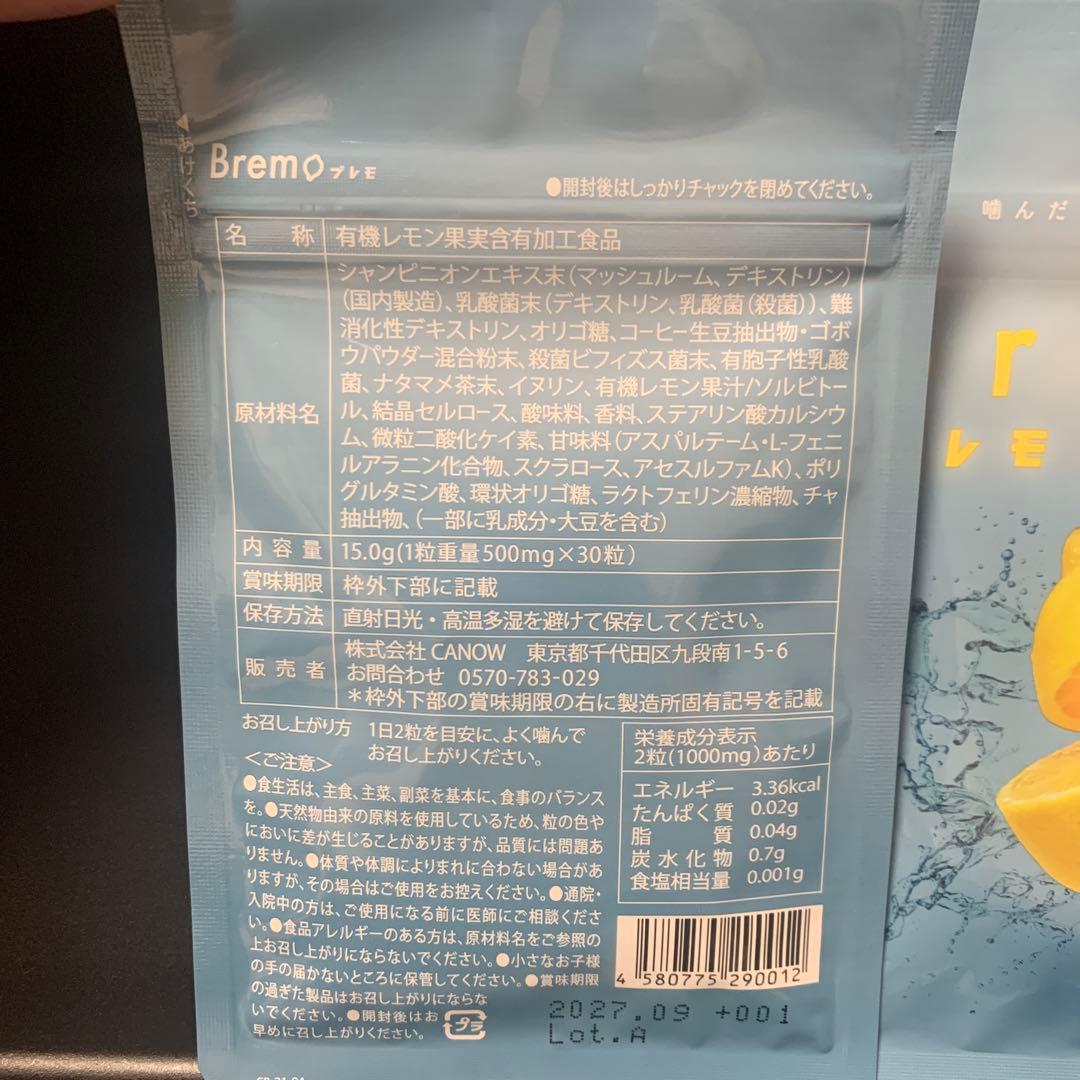 ◀あけくち
Bremo ブレモ
●開封後はしっかりチャックを閉めてください。
名 称 有機レモン果実含有加工食品
原材料名
シャンピニオンエキス末(マッシュルーム、デキストリン)
(国内製造)、乳酸菌末(デキストリン、乳酸菌(殺菌))、難
消化性デキストリン、オリゴ糖、コーヒー生豆抽出物・ゴボ
ウパウダー混合粉末、殺菌ビフィズス菌末、有胞子性乳酸
菌、ナタマメ茶末、イヌリン、有機レモン果汁/ソルビトー
ル、結晶セルロース、酸味料、香料、ステアリン酸カルシウ
ム、微粒二酸化ケイ素、甘味料(アスパルテーム・L-フェニ
ルアラニン化合物、スクラロース、アセスルファムK)、ポリ
グルタミン酸、環状オリゴ糖、ラクトフェリン濃縮物、チャ
抽出物、(一部に乳成分・大豆を含む)
内容量 15.0g(1粒重量500mg×30粒)
賞味期限 枠外下部に記載
保存方法 直射日光・高温多湿を避けて保存してください。
販売者
株式会社 CANOW 東京都千代田区九段南1-5-6
お問合わせ 0570-783-029
*枠外下部の賞味期限の右に製造所固有記号を記載
お召し上がり方 1日2粒を目安に、よく噛んで
お召し上がりください。
<ご注意>
●食生活は、主食、主菜、副菜を基本に、食事のバランス
を。●天然物由来の原料を使用しているため、粒の色や
においに差が生じることがありますが、品質には問題あ
りません。●体質や体調によりまれに合わない場合があ
りますが、その場合はご使用をお控えください。●通院・
入院中の方は、ご使用になる前に医師にご相談くださ
い。●食品アレルギーのある方は、原材料名をご参照の
上お召し上がりにならないでください。●小さなお子様
の手の届かないところに保管してください。●賞味期限
の過ぎた製品はお召し上がりにならな
いでください。●開封後はお
早めに召し上がりください。
プラ
栄養成分表示
2粒(1000mg)あたり
エネルギー 3.36kcal
たんぱく質 0.02g
脂質 0.04g
炭水化物 0.7g
食塩相当量 0.001g
4 580775 290012
2027.09 +001
Lot.A
噛んだ
r
レモ